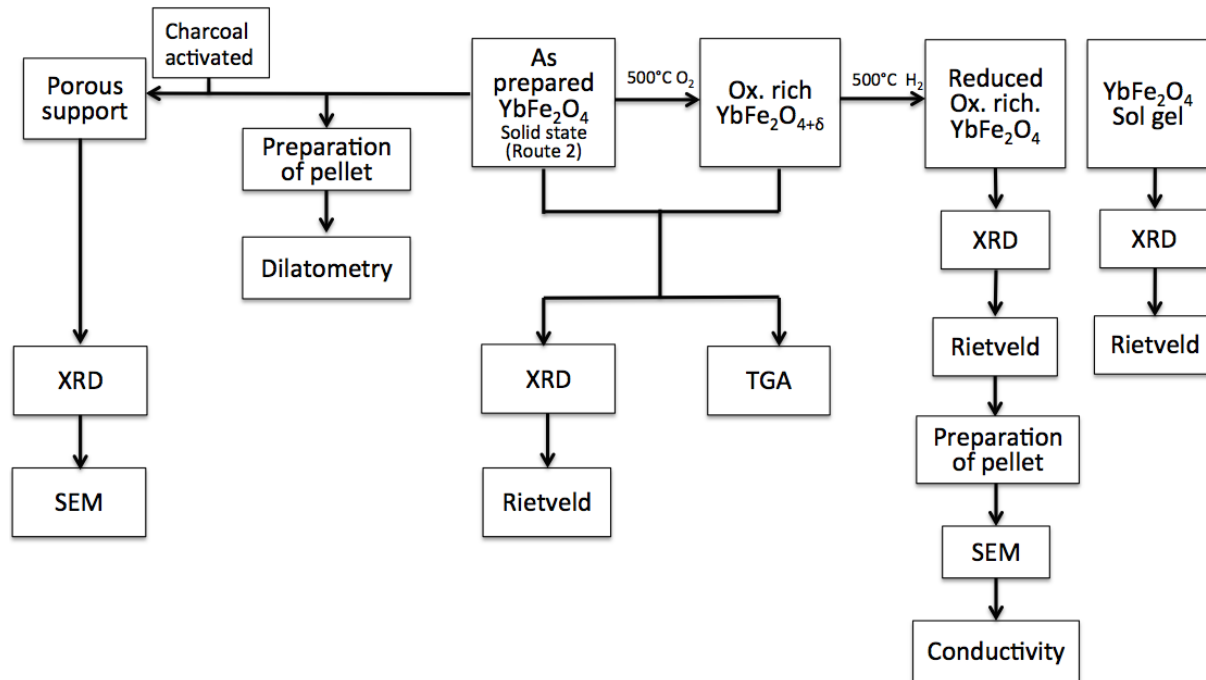 Charcoal
activated
Porous
support
Preparation
of pellet
Dilatometry
XRD
SEM
As
prepared
YbFe₂O₄
Solid state
(Route 2)
500°C O₂
Ox. rich
YbFe₂O₄₊δ
500°C H₂
Reduced
Ox. rich.
YbFe₂O₄
YbFe₂O₄
Sol gel
XRD
Rietveld
TGA
XRD
Rietveld
Preparation
of pellet
SEM
Conductivity
XRD
Rietveld